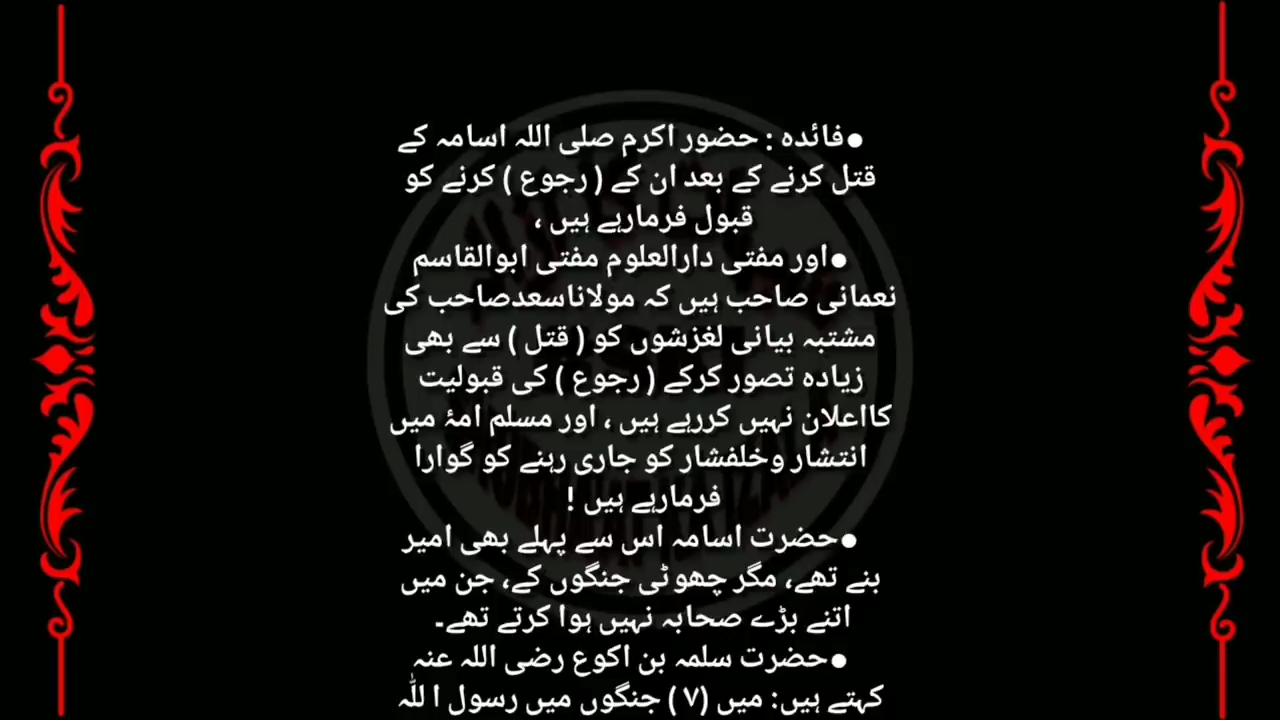 ●فائدہ : حضور اکرم صلی اللہ اسامہ کے
قتل کرنے کے بعد ان کے ( رجوع ) کرنے کو
قبول فرمارہے ہیں ،
●اور مفتی دارالعلوم مفتی ابوالقاسم
نعمانی صاحب ہیں کہ مولاناسعدصاحب کی
مشتبہ بیانی لغزشوں کو ( قتل ) سے بھی
زیادہ تصور کرکے ( رجوع ) کی قبولیت
کااعلان نہیں کررہے ہیں ، اور مسلم امۂ میں
انتشار وخلفشار کو جاری رہنے کو گوارا
فرمارہے ہیں !
●حضرت اسامہ اس سے پہلے بھی امیر
بنے تھے، مگر چھوٹی جنگوں کے، جن میں
اتنے بڑے صحابہ نہیں ہوا کرتے تھے۔
●حضرت سلمہ بن اکوع رضی اللہ عنہ
کہتے ہیں: میں (۷) جنگوں میں رسول ا للّٰہ